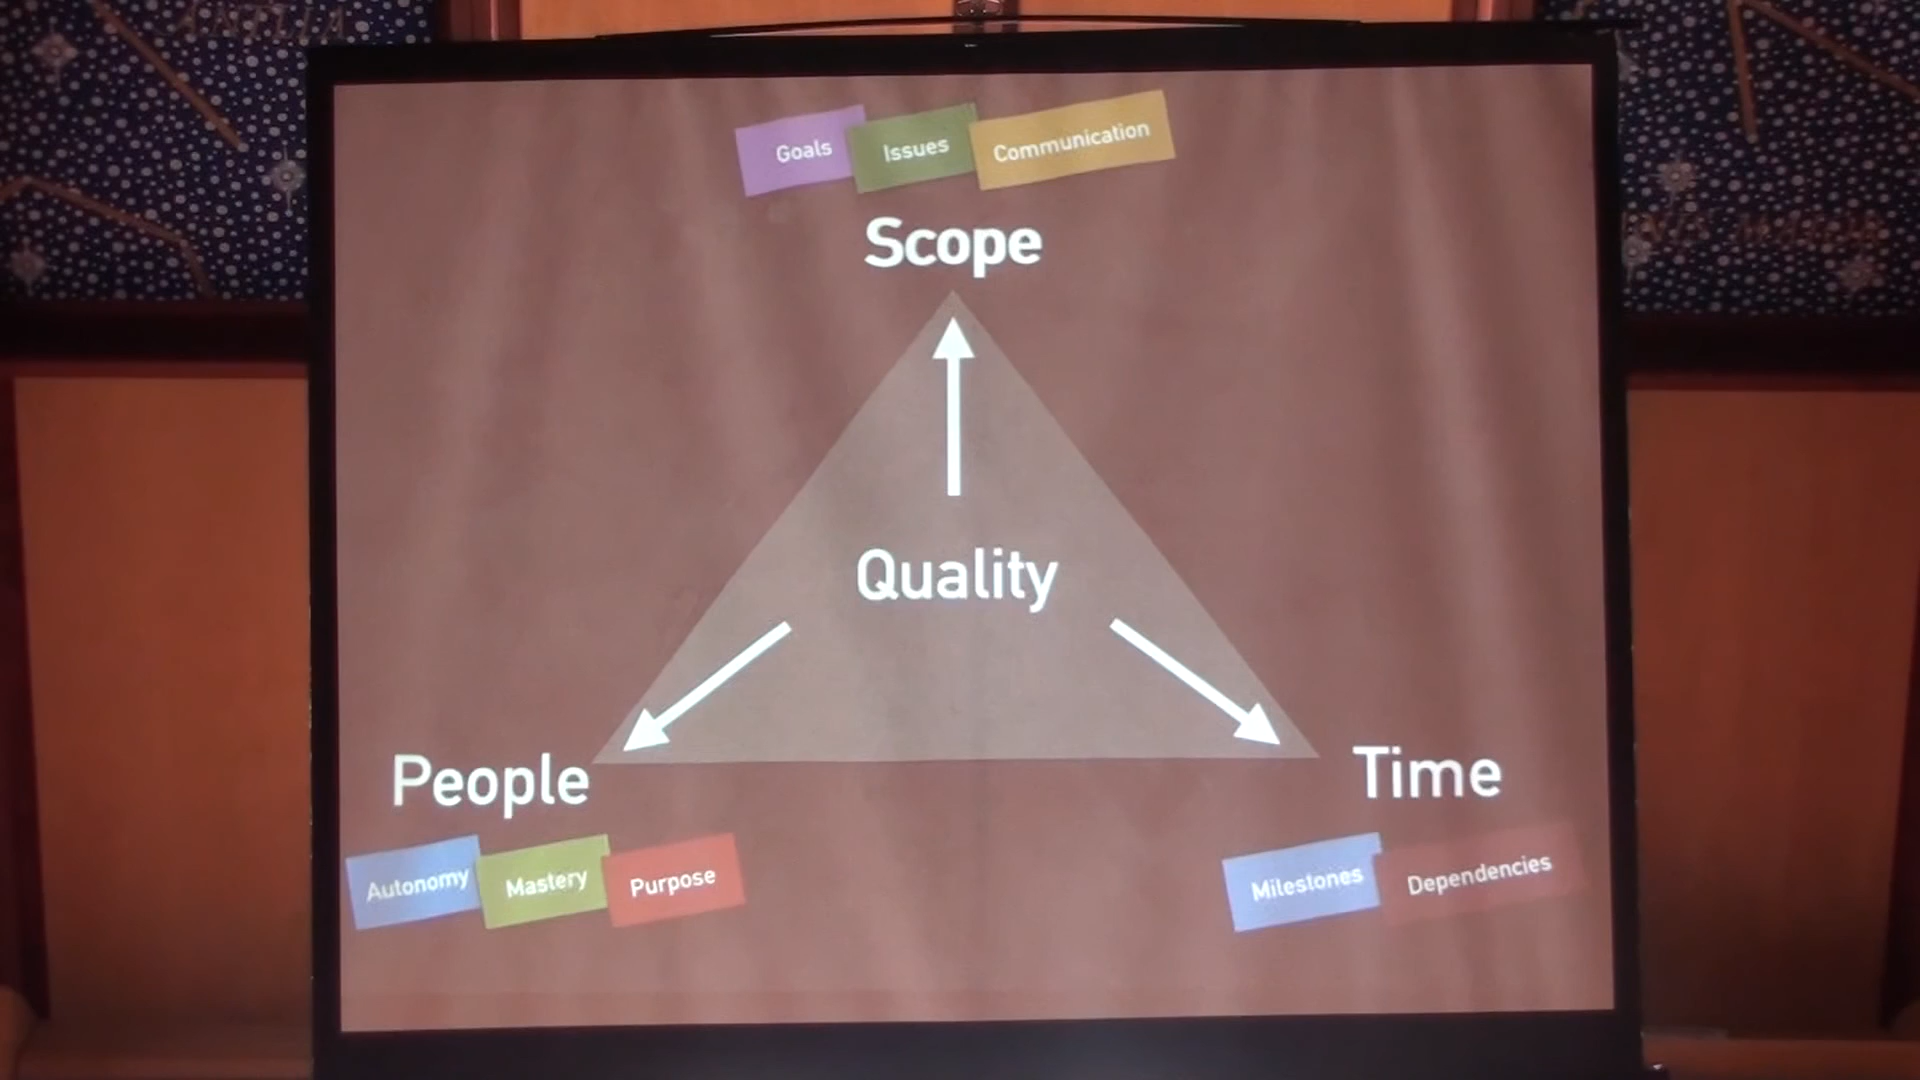 Goals Issues Communication
Scope
Quality
People
Time
Autonomy Mastery Purpose
Milestones Dependencies